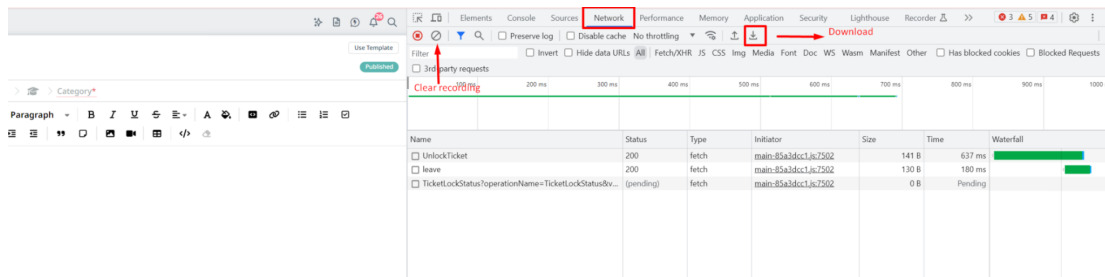 28
Elements Console Sources Network Performance Memory Application Security Lighthouse Recorder >> 3 5 4
Preserve log Disable cache No throttling Download
Use Template
Filter Invert Hide data URLs All Fetch/XHR JS CSS Img Media Font Doc WS Wasm Manifest Other Has blocked cookies Blocked Requests
Published
3rd-party requests
Category*
Clear recording
100 ms 200 ms 300 ms 400 ms 500 ms 600 ms 700 ms 800 ms 900 ms 1000
Paragraph B I U S A
Name Status Type Initiator Size Time Waterfall
UnlockTicket 200 fetch main-85a3dcc1.js:7502 141 B 637 ms
leave 200 fetch main-85a3dcc1.js:7502 130 B 180 ms
TicketLockStatus?operationName=TicketLockStatus&v... (pending) fetch main-85a3dcc1.js:7502 0 B Pending